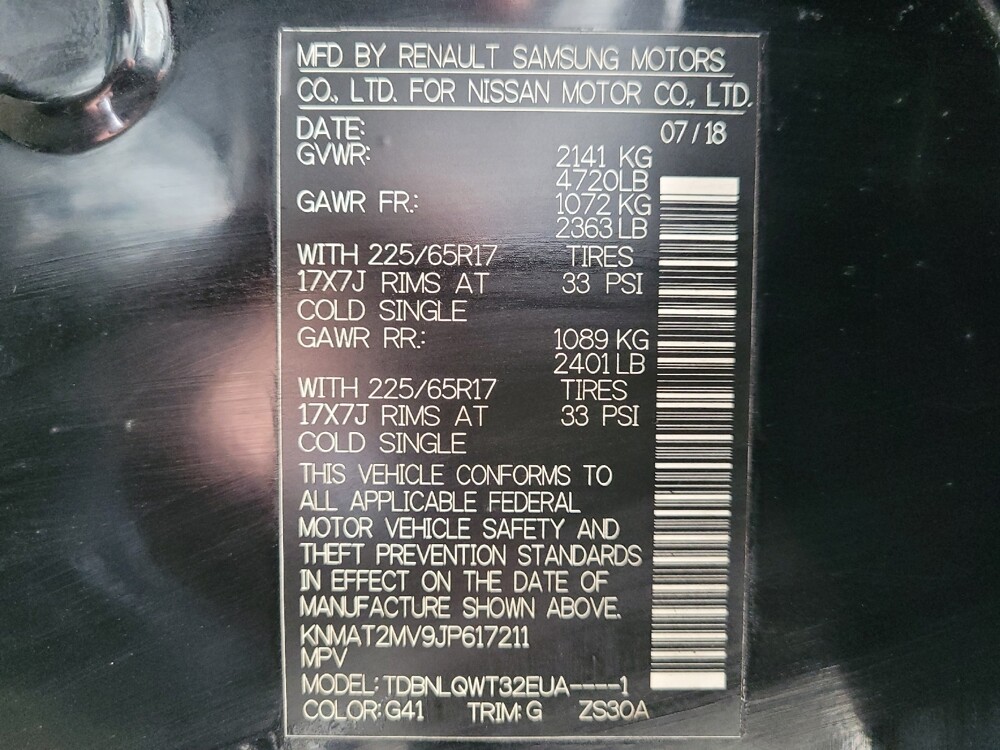 MFD BY RENAULT SAMSUNG MOTORS
CO., LTD. FOR NISSAN MOTOR CO., LTD.
DATE: 07/18
GVWR: 2141 KG
4720LB
GAWR FR.: 1072 KG
2363 LB
WITH 225/65R17 TIRES
17X7J RIMS AT 33 PSI
COLD SINGLE
GAWR RR.: 1089 KG
2401 LB
WITH 225/65R17 TIRES
17X7J RIMS AT 33 PSI
COLD SINGLE
THIS VEHICLE CONFORMS TO
ALL APPLICABLE FEDERAL
MOTOR VEHICLE SAFETY AND
THEFT PREVENTION STANDARDS
IN EFFECT ON THE DATE OF
MANUFACTURE SHOWN ABOVE.
KNMAT2MV9JP617211
MPV
MODEL: TDBNLQWT32EUA----1
COLOR: G41 TRIM: G ZS30A